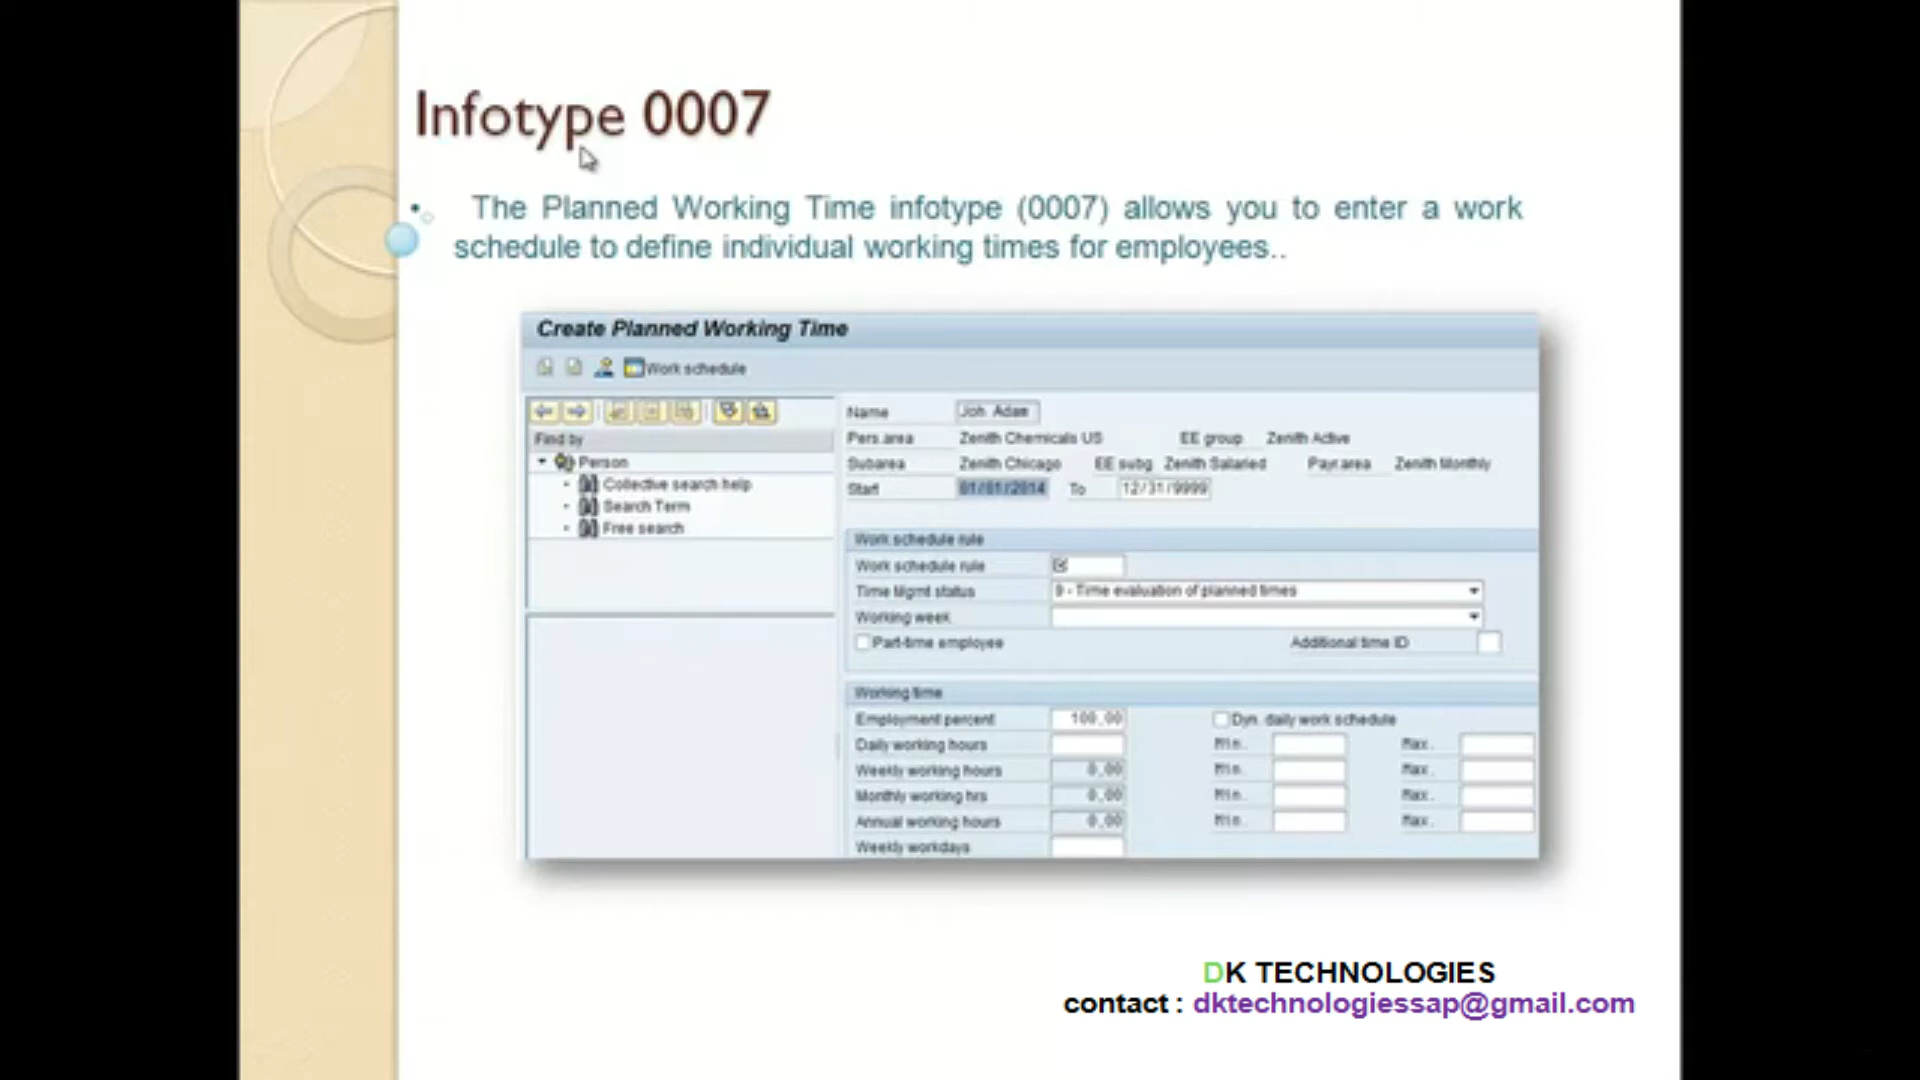 Infotype 0007
The Planned Working Time infotype (0007) allows you to enter a work
schedule to define individual working times for employees..
Create Planned Working Time
Work schedule
Find by
Person
Collective search help
Search Term
Free search
Name Joh. Adam
Pers.area Zenith Chemicals US EE group Zenith Active
Subarea Zenith Chicago EE subg Zenith Salaried Payr.area Zenith Monthly
Start 01/01/2014 To 12/31/9999
Work schedule rule
Work schedule rule
Time Mgmt status 9 - Time evaluation of planned times
Working week
Part-time employee Additional time ID
Working time
Employment percent 100.00 Dyn. daily work schedule
Daily working hours Min. Max.
Weekly working hours 0.00 Min. Max.
Monthly working hrs 0.00 Min. Max.
Annual working hours 0.00 Min. Max.
Weekly workdays
DK TECHNOLOGIES
contact : dktechnologiessap@gmail.com